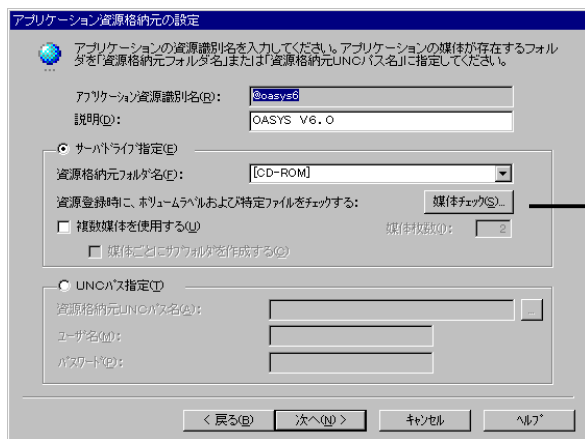 アプリケーション資源格納元の設定
アプリケーションの資源識別名を入力してください。アプリケーションの媒体が存在するフォル
ダを「資源格納元フォルダ名」または「資源格納元UNCパス名」に指定してください。
アプリケーション資源識別名(R):
@oasys6
説明(D):
OASYS V6.0
サーバドライブ指定(E)
資源格納元フォルダ名(F):
[CD-ROM]
資源登録時に、ボリュームラベルおよび特定ファイルをチェックする:
媒体チェック(S)...
複数媒体を使用する(U)
媒体枚数(I):
2
媒体ごとにサブフォルダを作成する(C)
UNCパス指定(T)
資源格納元UNCパス名(A):
...
ユーザ名(M):
パスワード(P):
< 戻る(B)
次へ(N) >
キャンセル
ヘルプ